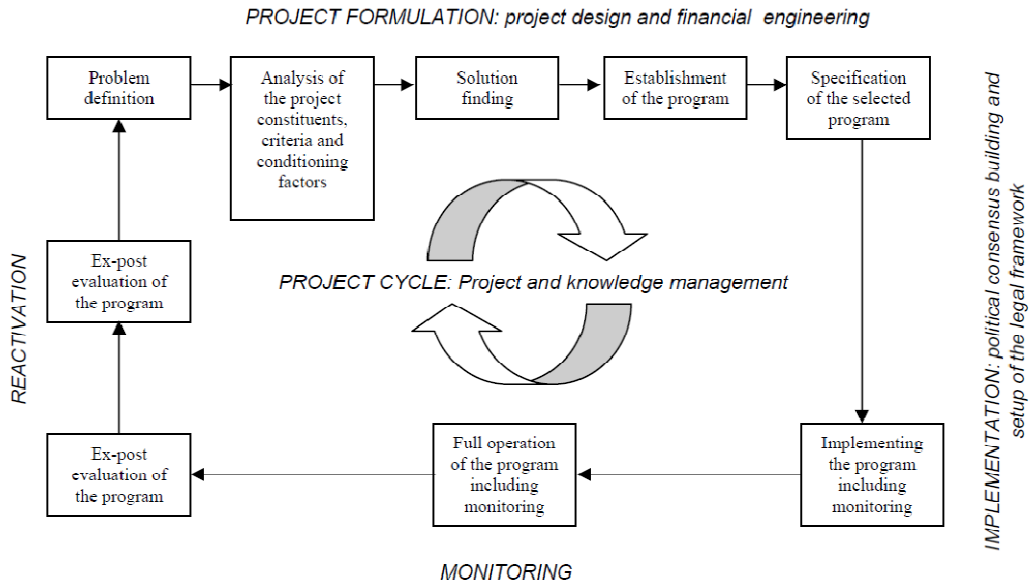 PROJECT FORMULATION: project design and financial engineering
Problem
definition
Analysis of
the project
constituents,
criteria and
conditioning
factors
Solution
finding
Establishment
of the program
Specification
of the selected
program
IMPLEMENTATION: political consensus building and
setup of the legal framework
PROJECT CYCLE: Project and knowledge management
Ex-post
evaluation of
the program
REACTIVATION
Ex-post
evaluation of
the program
Full operation
of the program
including
monitoring
Implementing
the program
including
monitoring
MONITORING